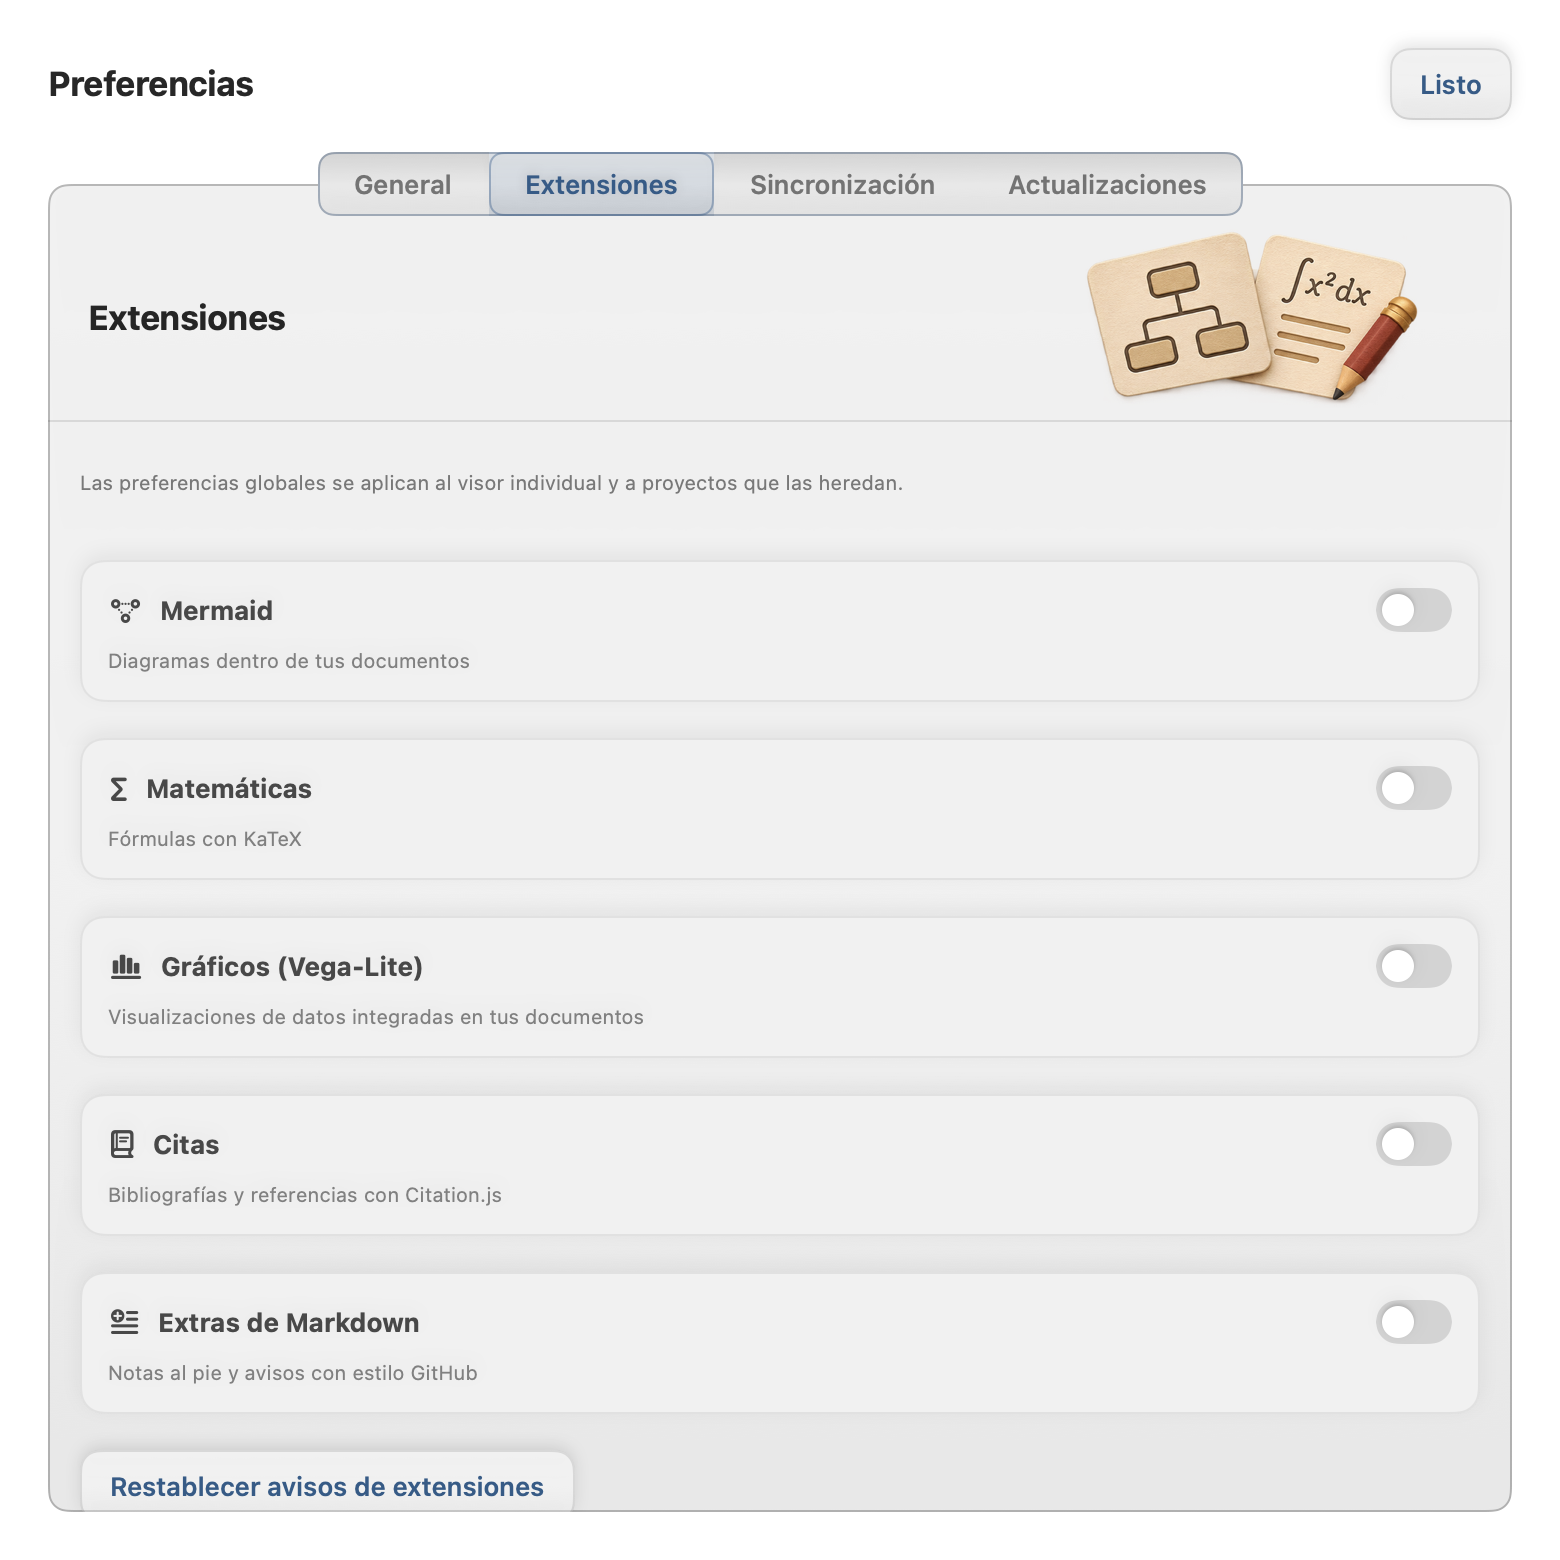 Preferencias
Listo
General
Extensiones
Sincronización
Actualizaciones
Extensiones
∫x²dx
Las preferencias globales se aplican al visor individual y a proyectos que las heredan.
Mermaid
Diagramas dentro de tus documentos
Σ Matemáticas
Fórmulas con KaTeX
Gráficos (Vega-Lite)
Visualizaciones de datos integradas en tus documentos
Citas
Bibliografías y referencias con Citation.js
Extras de Markdown
Notas al pie y avisos con estilo GitHub
Restablecer avisos de extensiones